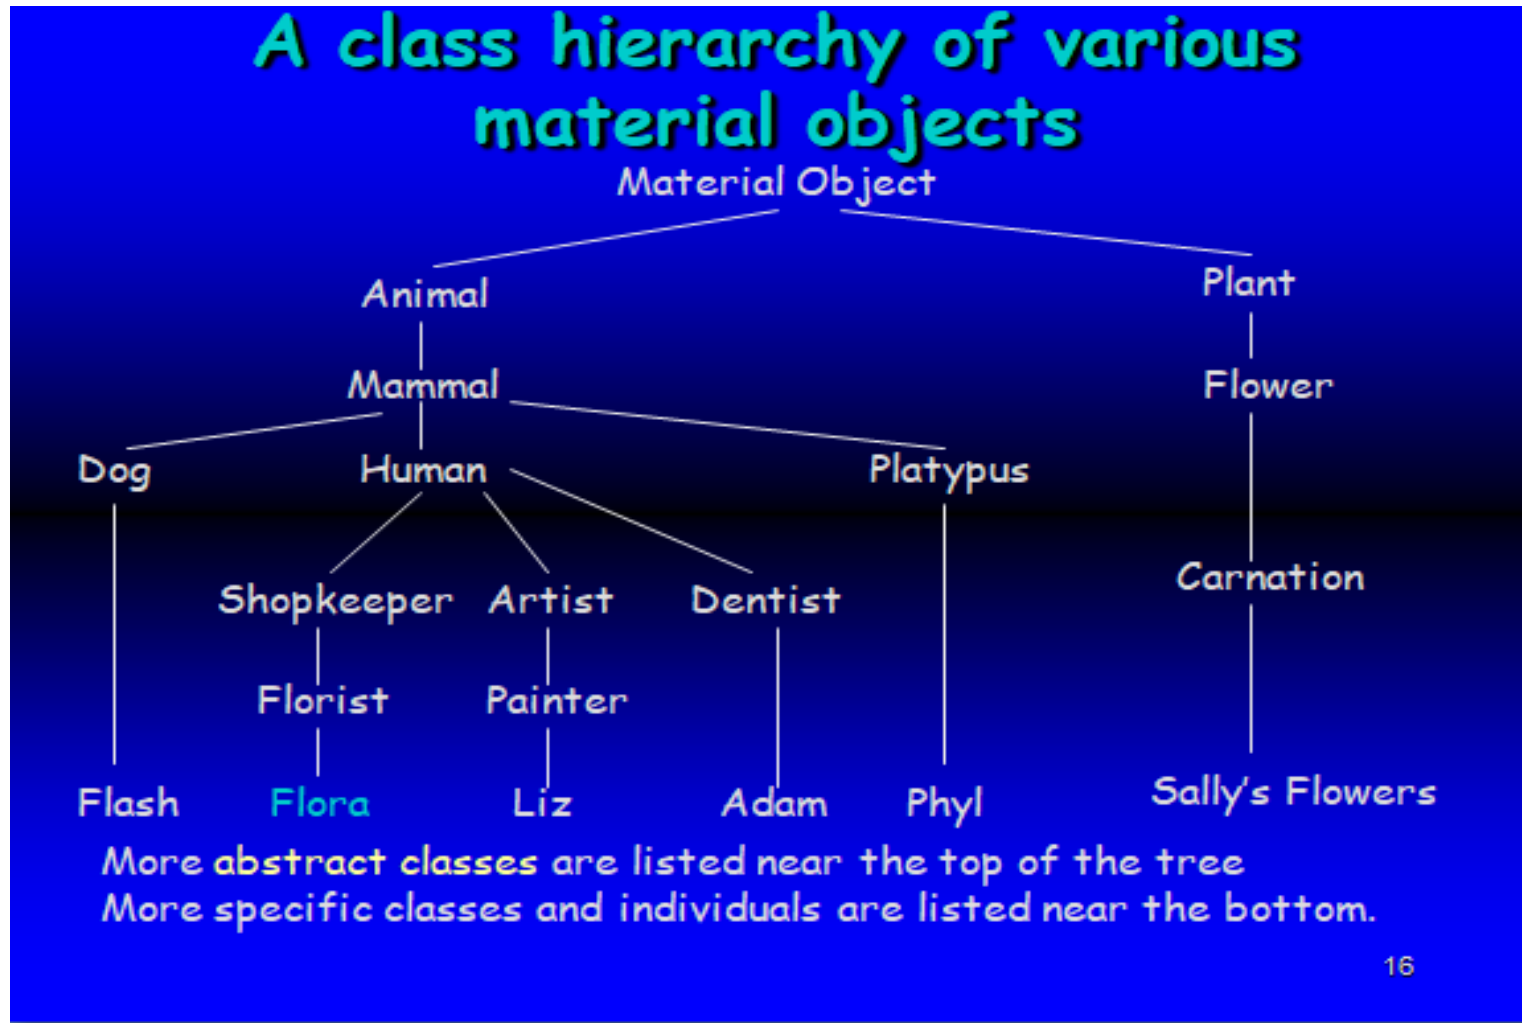 A class hierarchy of various
material objects
Material Object
Animal
Plant
Mammal
Flower
Dog
Human
Platypus
Carnation
Shopkeeper
Artist
Dentist
Florist
Painter
Flash
Flora
Liz
Adam
Phyl
Sally's Flowers
More abstract classes are listed near the top of the tree
More specific classes and individuals are listed near the bottom.
16